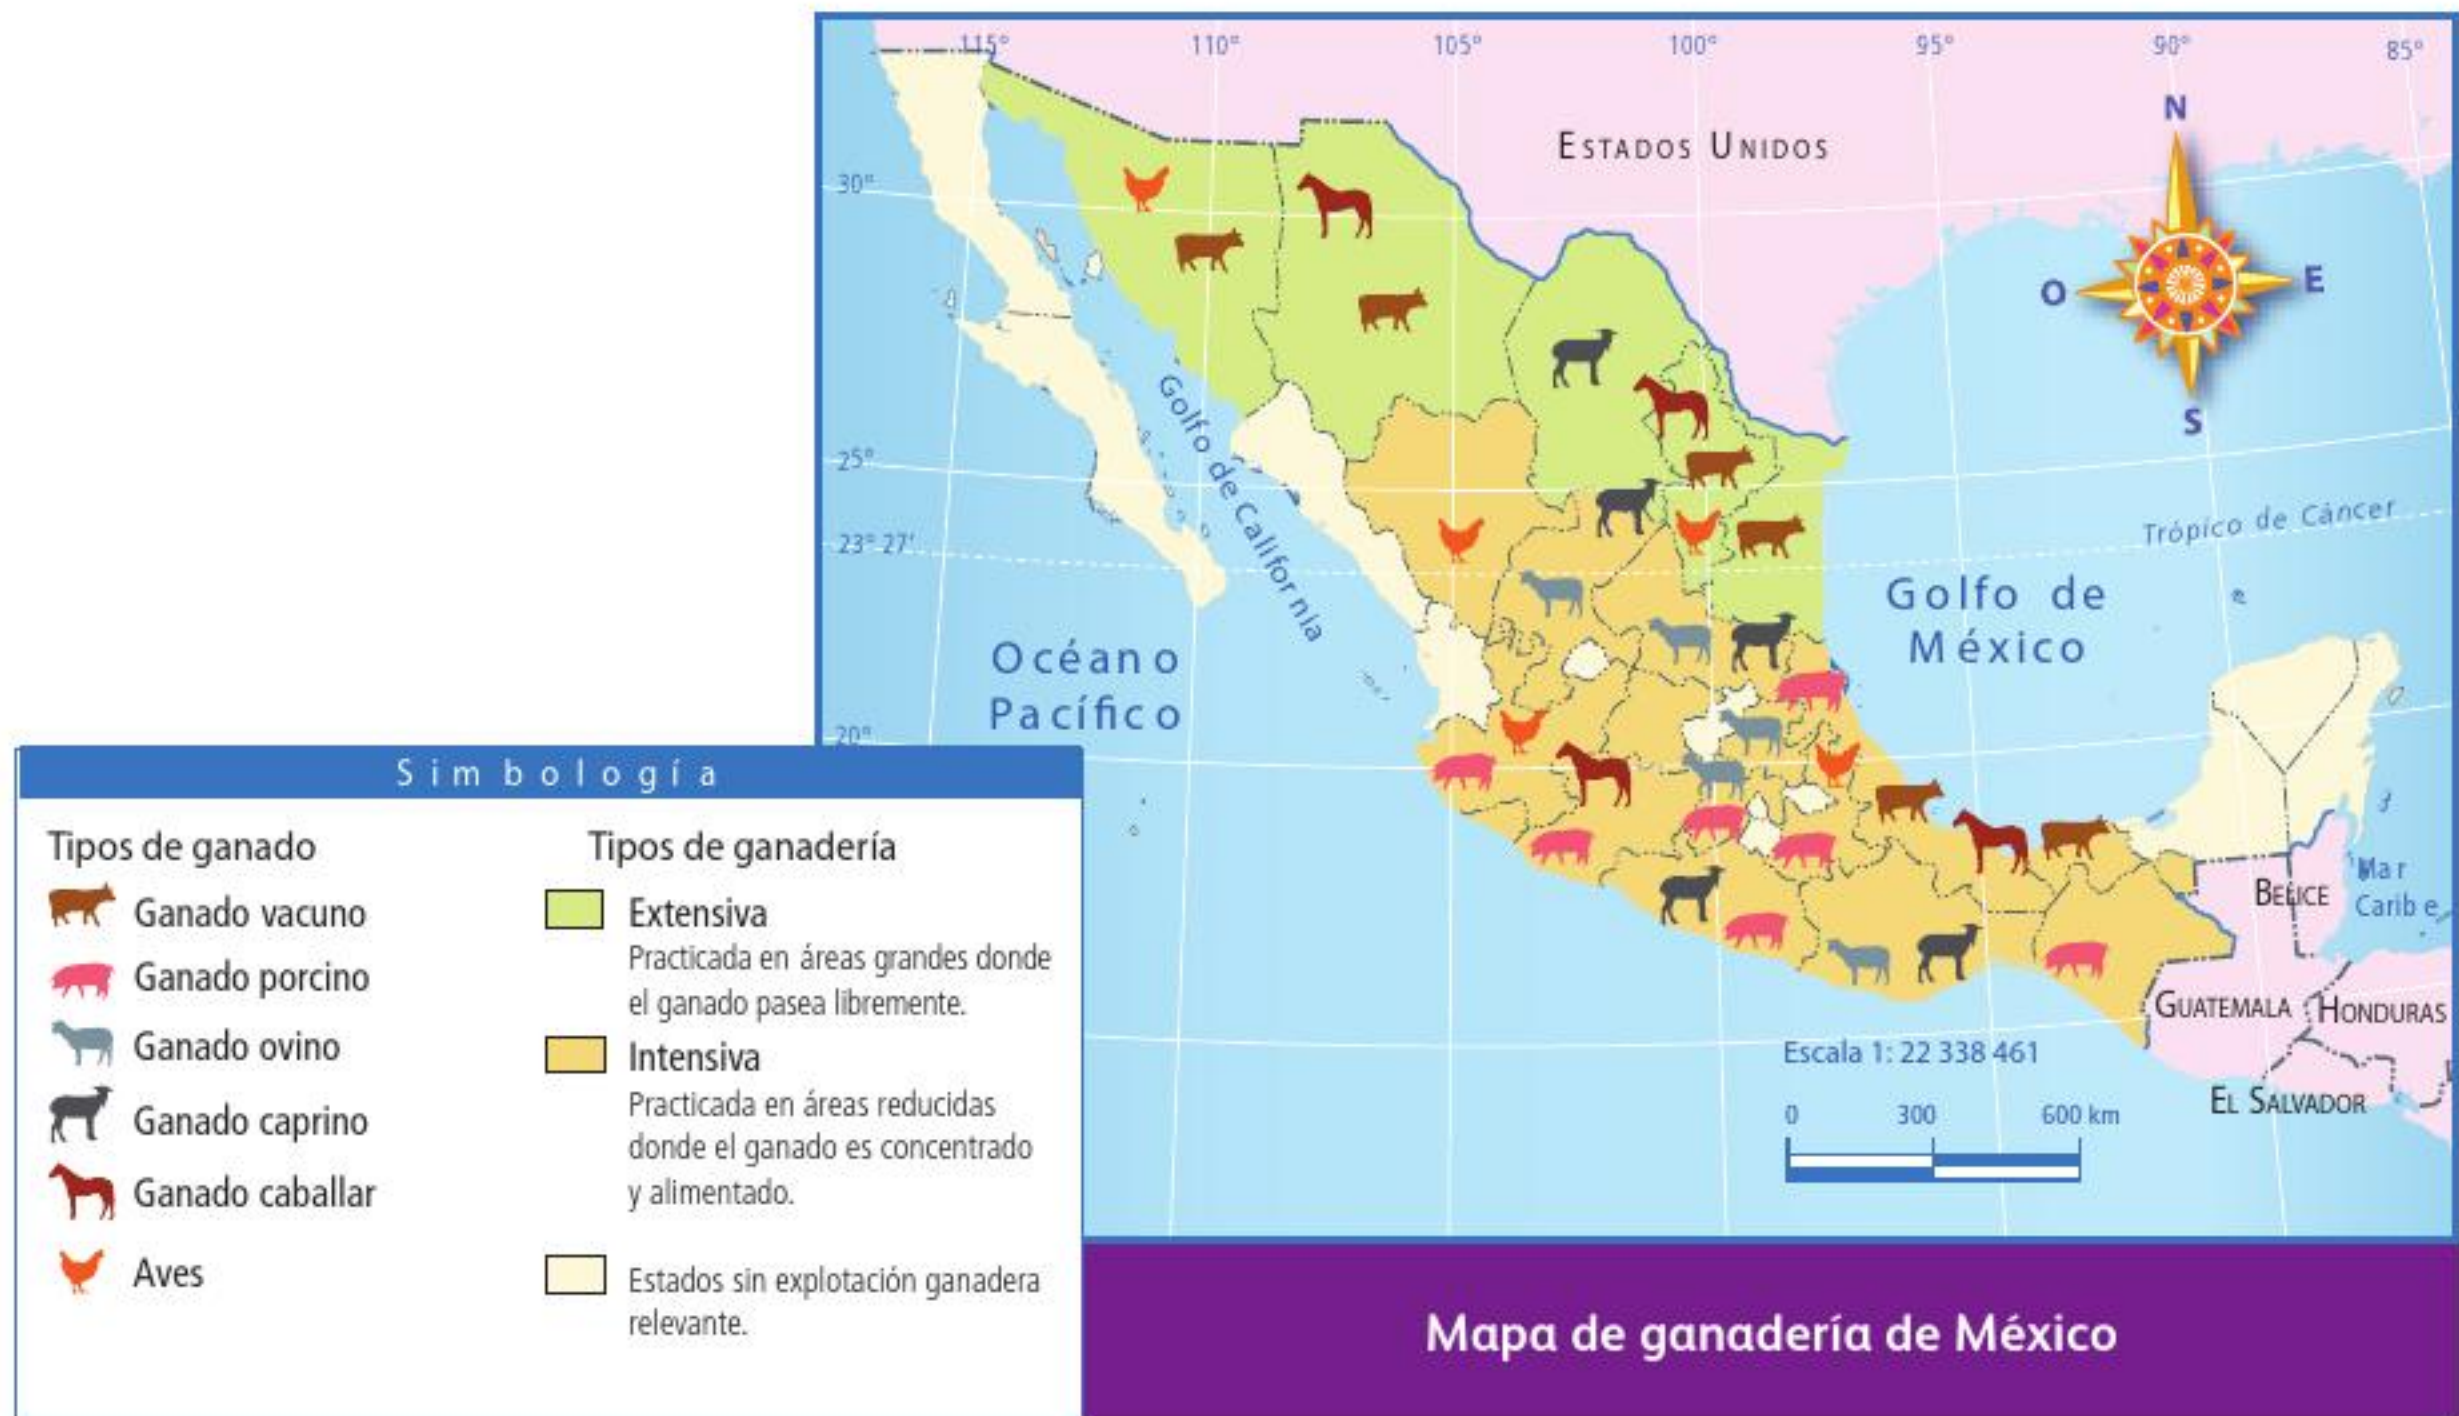 115°
110°
105°
100°
95°
90°
85°
N
ESTADOS UNIDOS
30°
O
E
S
Golfo de California
25°
Trópico de Cáncer
23° 27'
Golfo de
México
Océano
Pacífico
20°
BELICE
Mar
Caribe
GUATEMALA
HONDURAS
EL SALVADOR
Escala 1: 22 338 461
0 300 600 km
Simbología
Tipos de ganado
Ganado vacuno
Ganado porcino
Ganado ovino
Ganado caprino
Ganado caballar
Aves
Tipos de ganadería
Extensiva
Practicada en áreas grandes donde
el ganado pasea libremente.
Intensiva
Practicada en áreas reducidas
donde el ganado es concentrado
y alimentado.
Estados sin explotación ganadera
relevante.
Mapa de ganadería de México